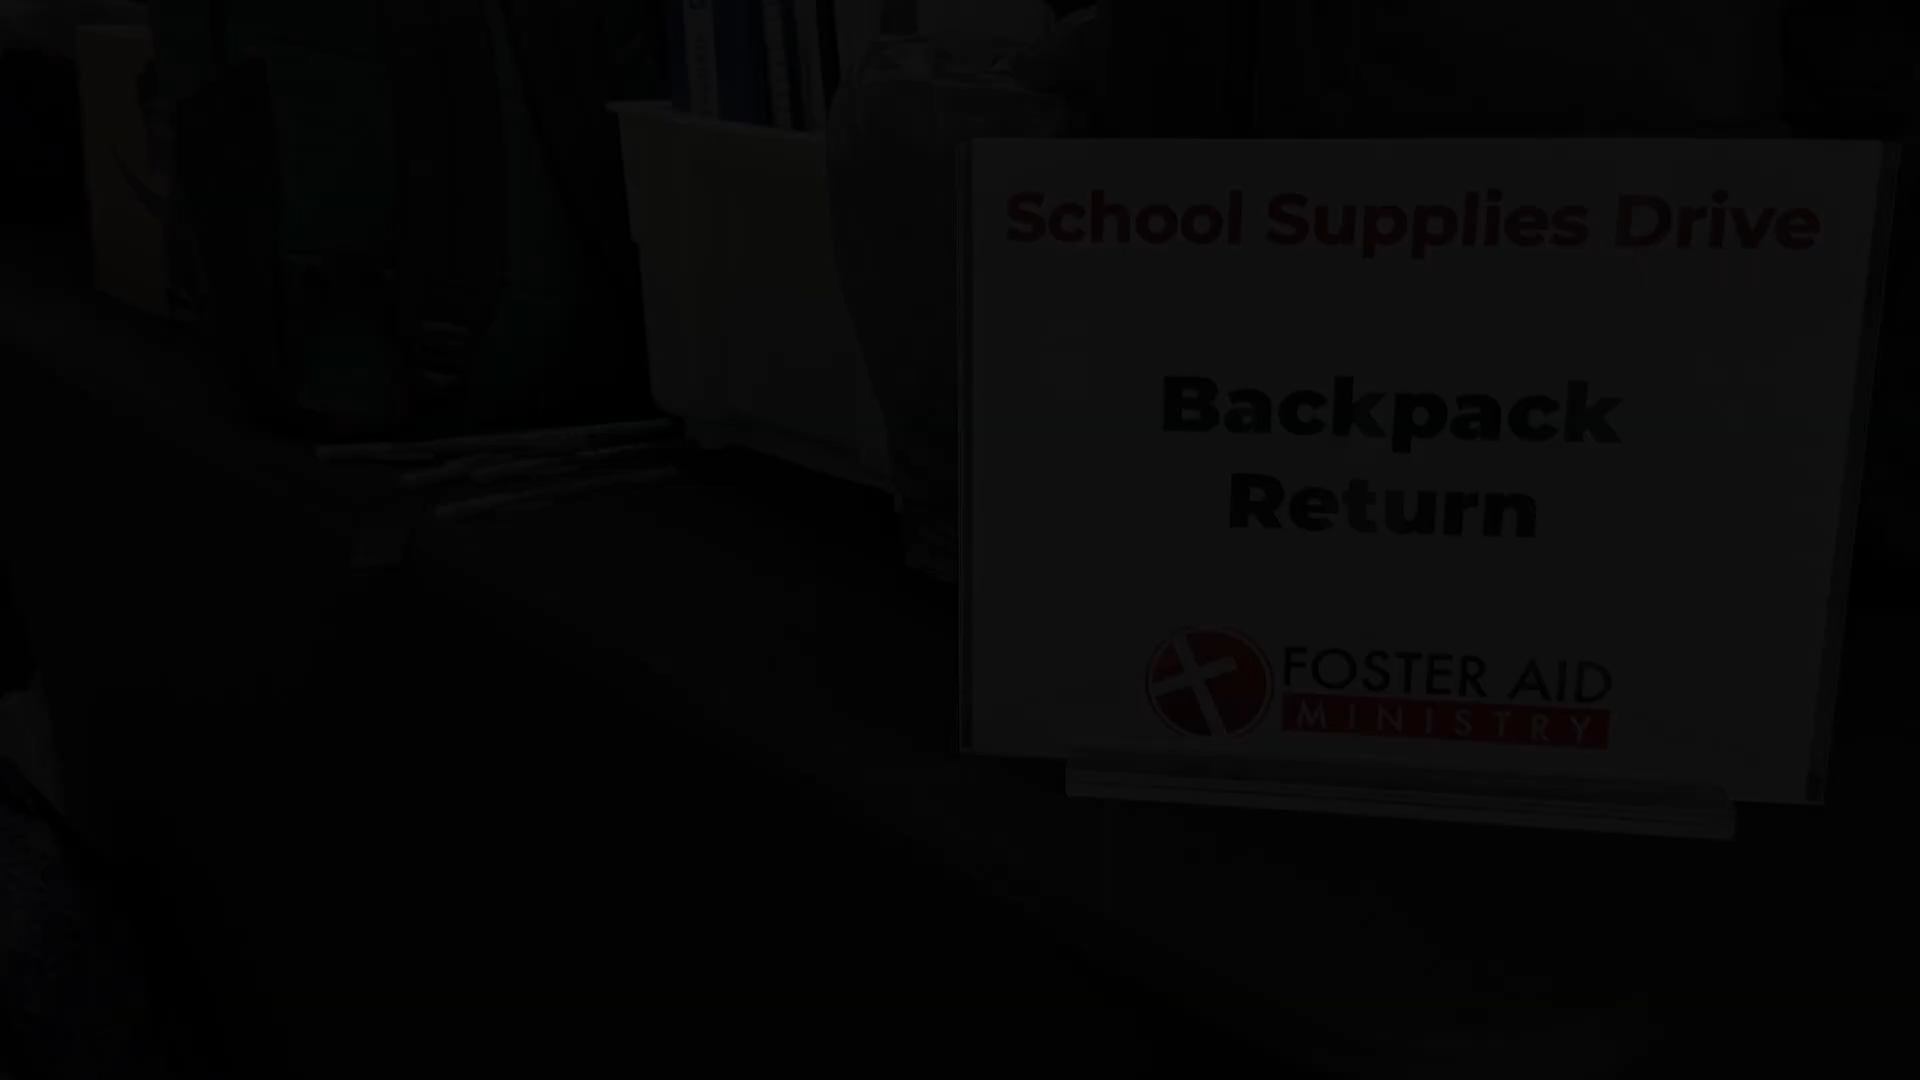 School Supplies Drive
Backpack
Return
FOSTER AID
MINISTRY